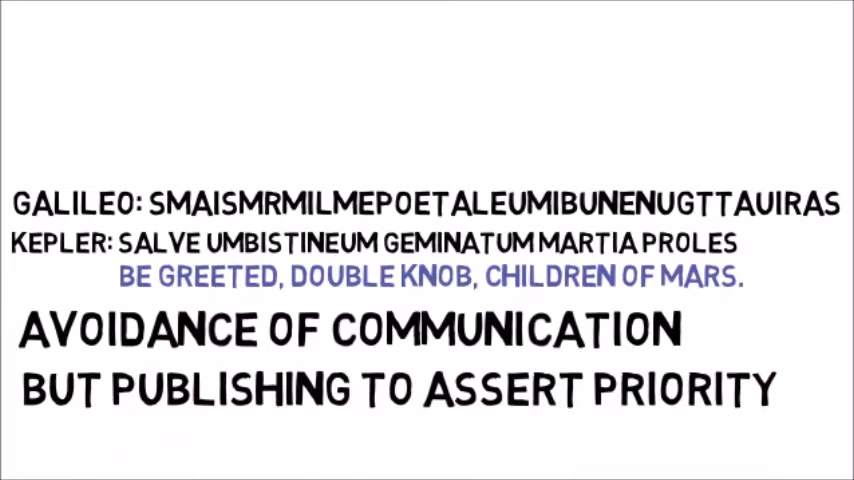 GALILEO: SMAISMRMILMEPOETALEUMIBUNENUGTTAUIRAS
KEPLER: SALVE UMBISTINEUM GEMINATUM MARTIA PROLES
BE GREETED, DOUBLE KNOB, CHILDREN OF MARS.
AVOIDANCE OF COMMUNICATION
BUT PUBLISHING TO ASSERT PRIORITY